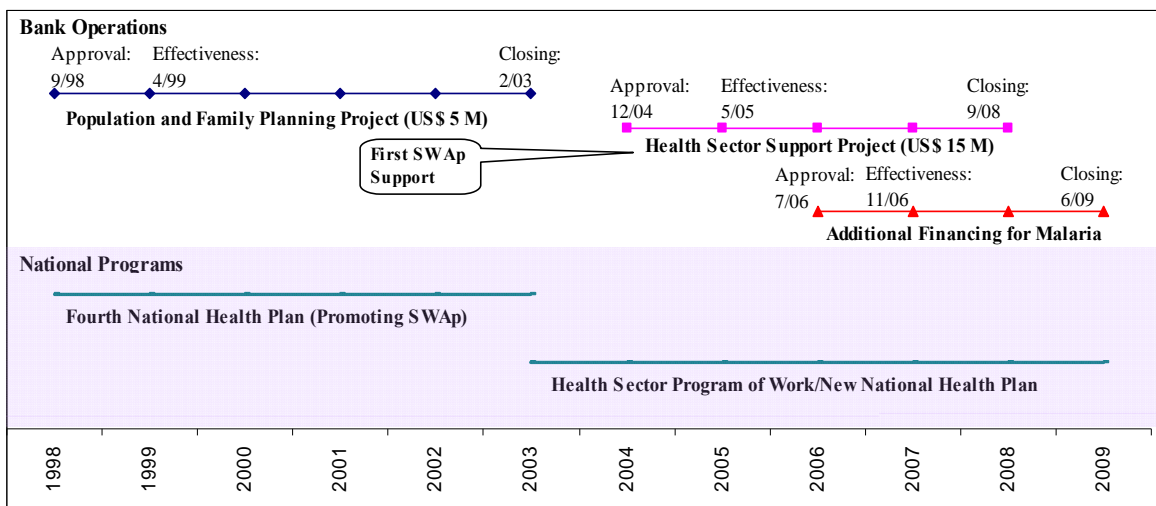 Bank Operations
Approval: Effectiveness: Closing:
9/98 4/99 2/03
Population and Family Planning Project (US$ 5 M)
Approval: Effectiveness: Closing:
12/04 5/05 9/08
First SWAp
Support
Health Sector Support Project (US$ 15 M)
Approval: Effectiveness: Closing:
7/06 11/06 6/09
Additional Financing for Malaria
National Programs
Fourth National Health Plan (Promoting SWAp)
Health Sector Program of Work/New National Health Plan
1998 1999 2000 2001 2002 2003 2004 2005 2006 2007 2008 2009